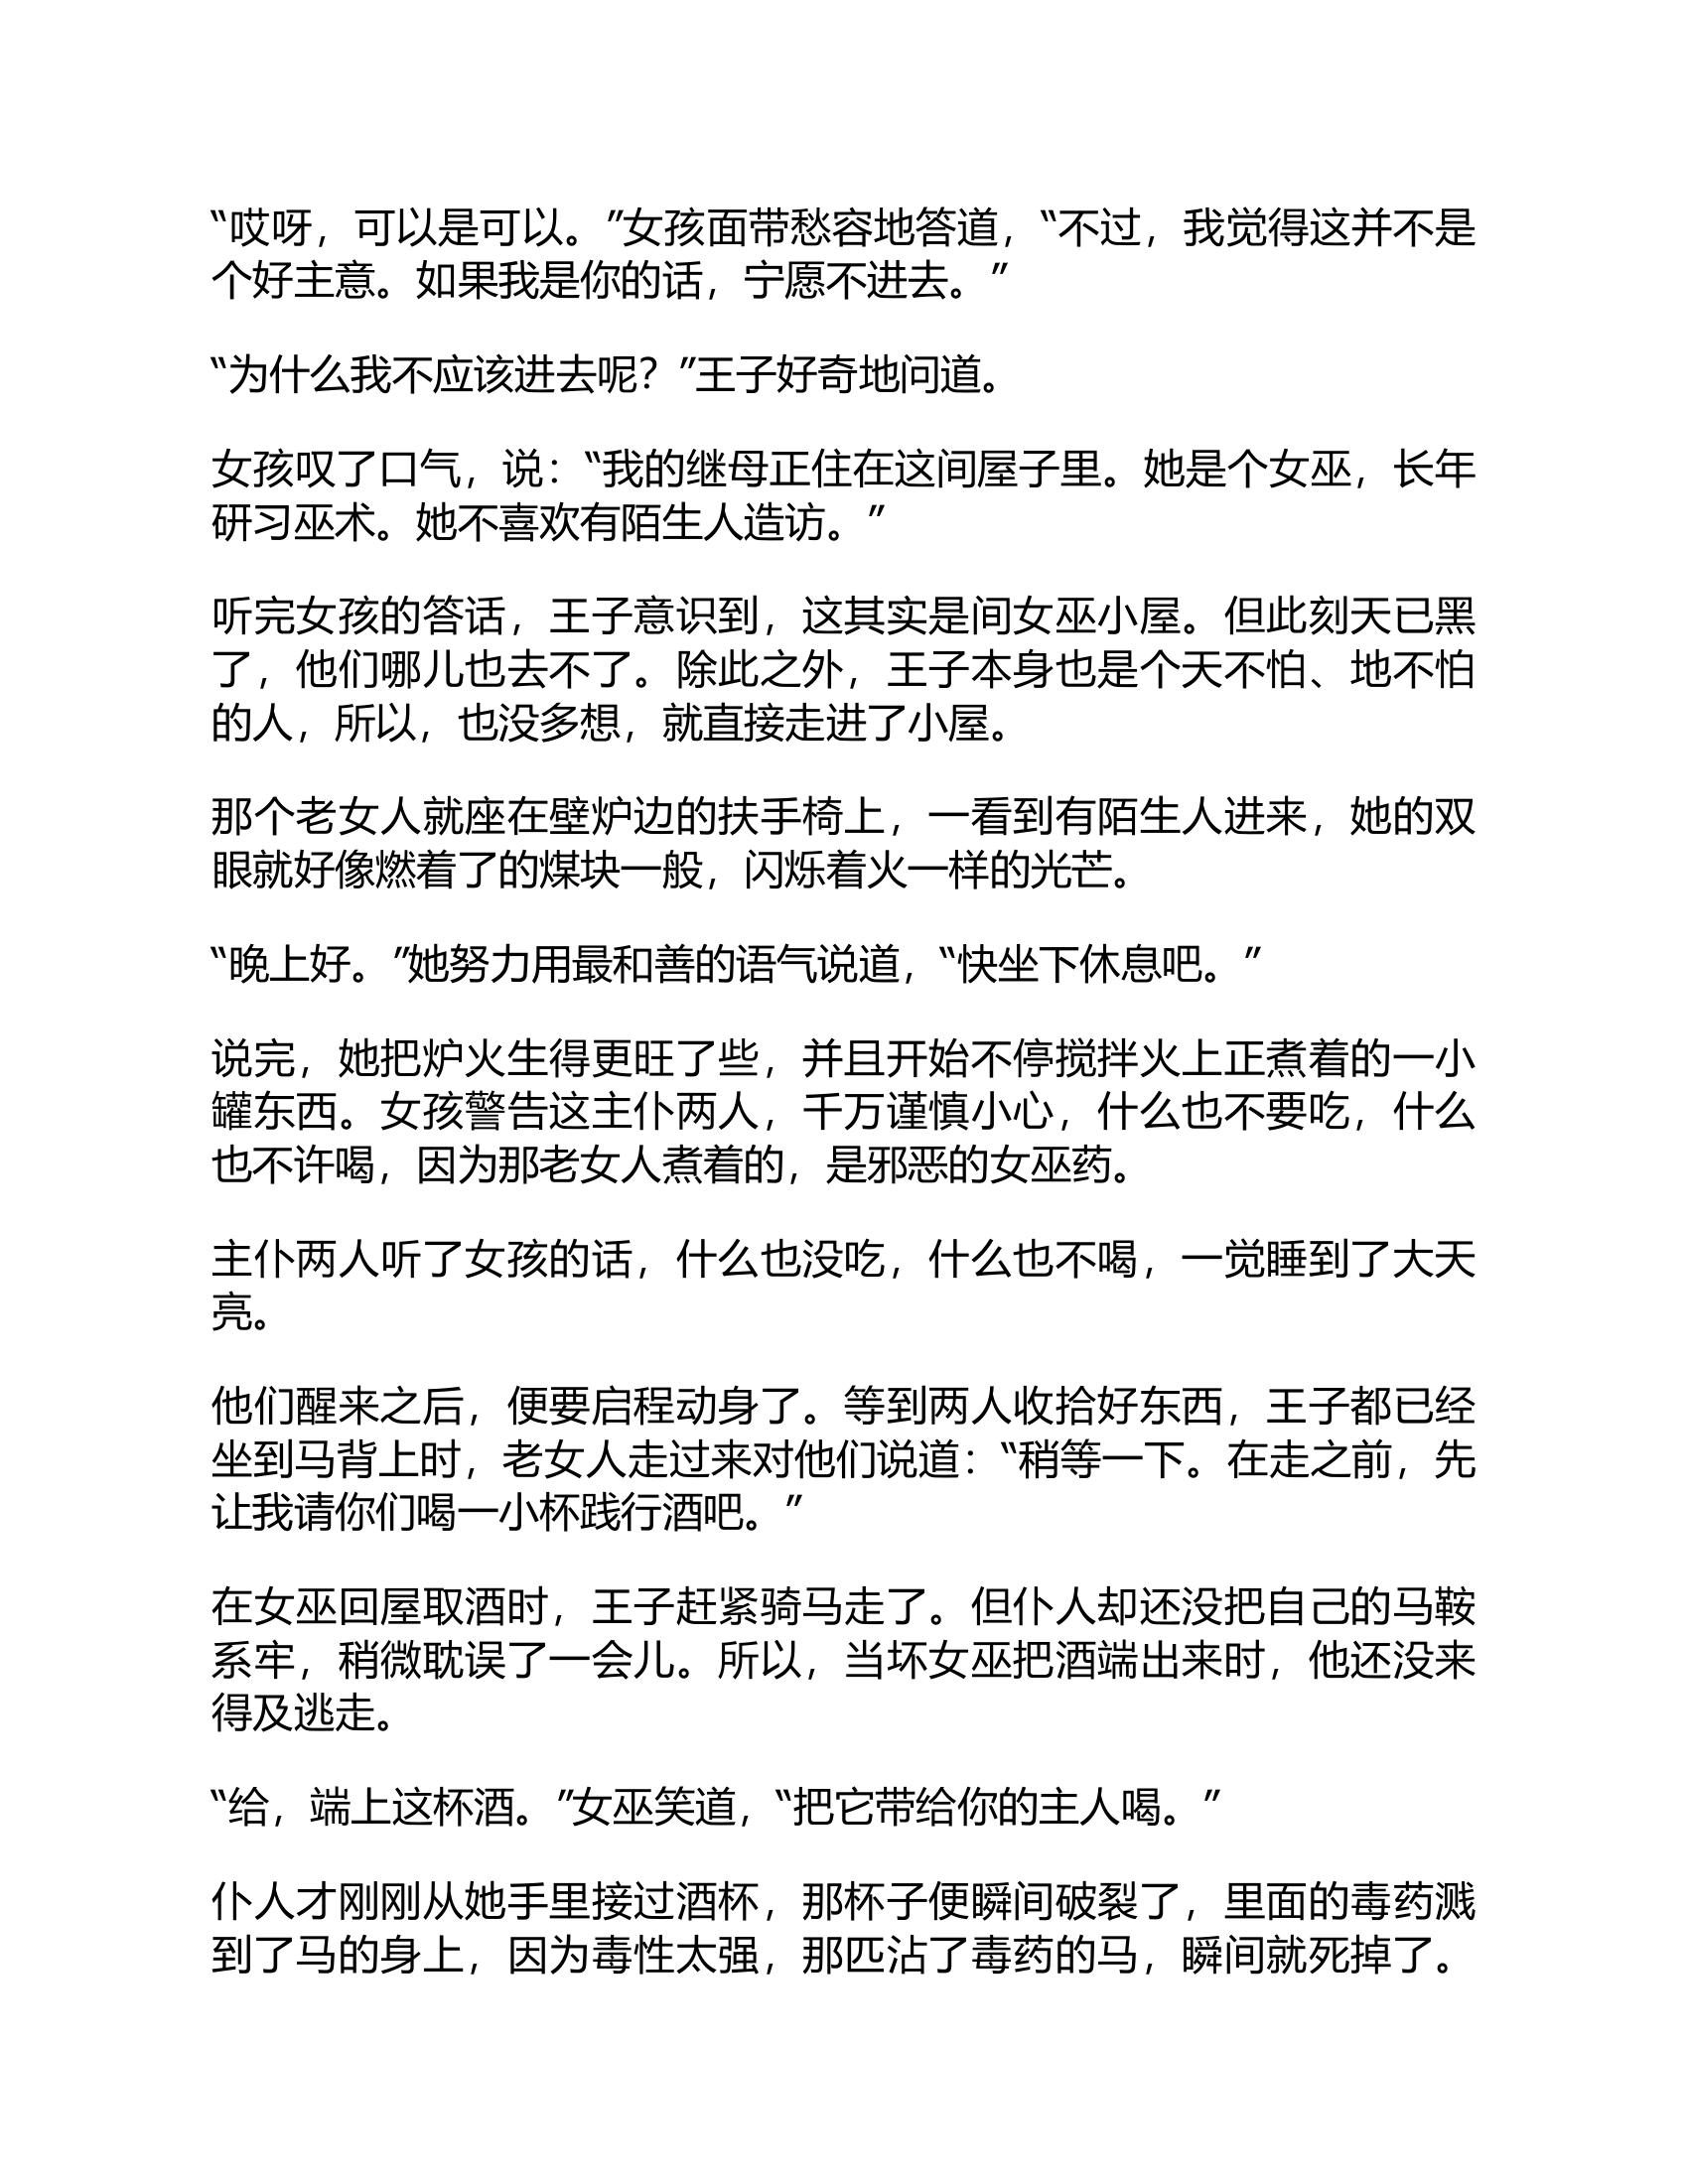 “哎呀，可以是可以。”女孩面带愁容地答道，“不过，我觉得这并不是
个好主意。如果我是你的话，宁愿不进去。”
“为什么我不应该进去呢？”王子好奇地问道。
女孩叹了口气，说：“我的继母正住在这间屋子里。她是个女巫，长年
研习巫术。她不喜欢有陌生人造访。”
听完女孩的答话，王子意识到，这其实是间女巫小屋。但此刻天已黑
了，他们哪儿也去不了。除此之外，王子本身也是个天不怕、地不怕
的人，所以，也没多想，就直接走进了小屋。
那个老女人就座在壁炉边的扶手椅上，一看到有陌生人进来，她的双
眼就好像燃着了的煤块一般，闪烁着火一样的光芒。
“晚上好。”她努力用最和善的语气说道，“快坐下休息吧。”
说完，她把炉火生得更旺了些，并且开始不停搅拌火上正煮着的一小
罐东西。女孩警告这主仆两人，千万谨慎小心，什么也不要吃，什么
也不许喝，因为那老女人煮着的，是邪恶的女巫药。
主仆两人听了女孩的话，什么也没吃，什么也不喝，一觉睡到了大天
亮。
他们醒来之后，便要启程动身了。等到两人收拾好东西，王子都已经
坐到马背上时，老女人走过来对他们说道：“稍等一下。在走之前，先
让我请你们喝一小杯践行酒吧。”
在女巫回屋取酒时，王子赶紧骑马走了。但仆人却还没把自己的马鞍
系牢，稍微耽误了一会儿。所以，当坏女巫把酒端出来时，他还没来
得及逃走。
“给，端上这杯酒。”女巫笑道，“把它带给你的主人喝。”
仆人才刚刚从她手里接过酒杯，那杯子便瞬间破裂了，里面的毒药溅
到了马的身上，因为毒性太强，那匹沾了毒药的马，瞬间就死掉了。